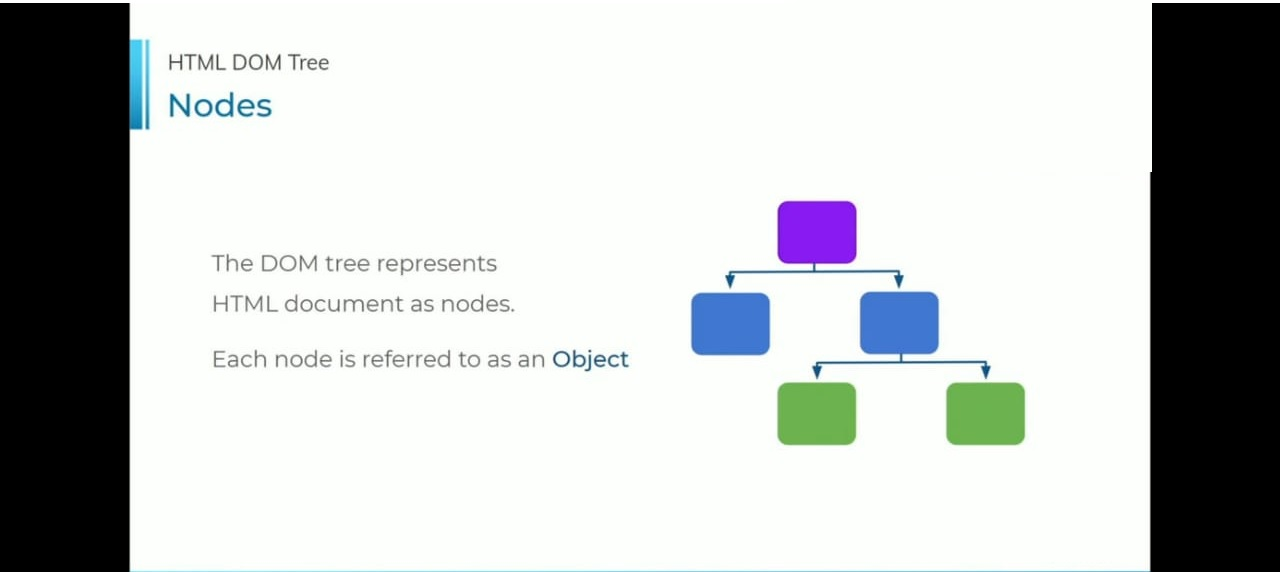 HTML DOM Tree
Nodes
The DOM tree represents
HTML document as nodes.
Each node is referred to as an Object